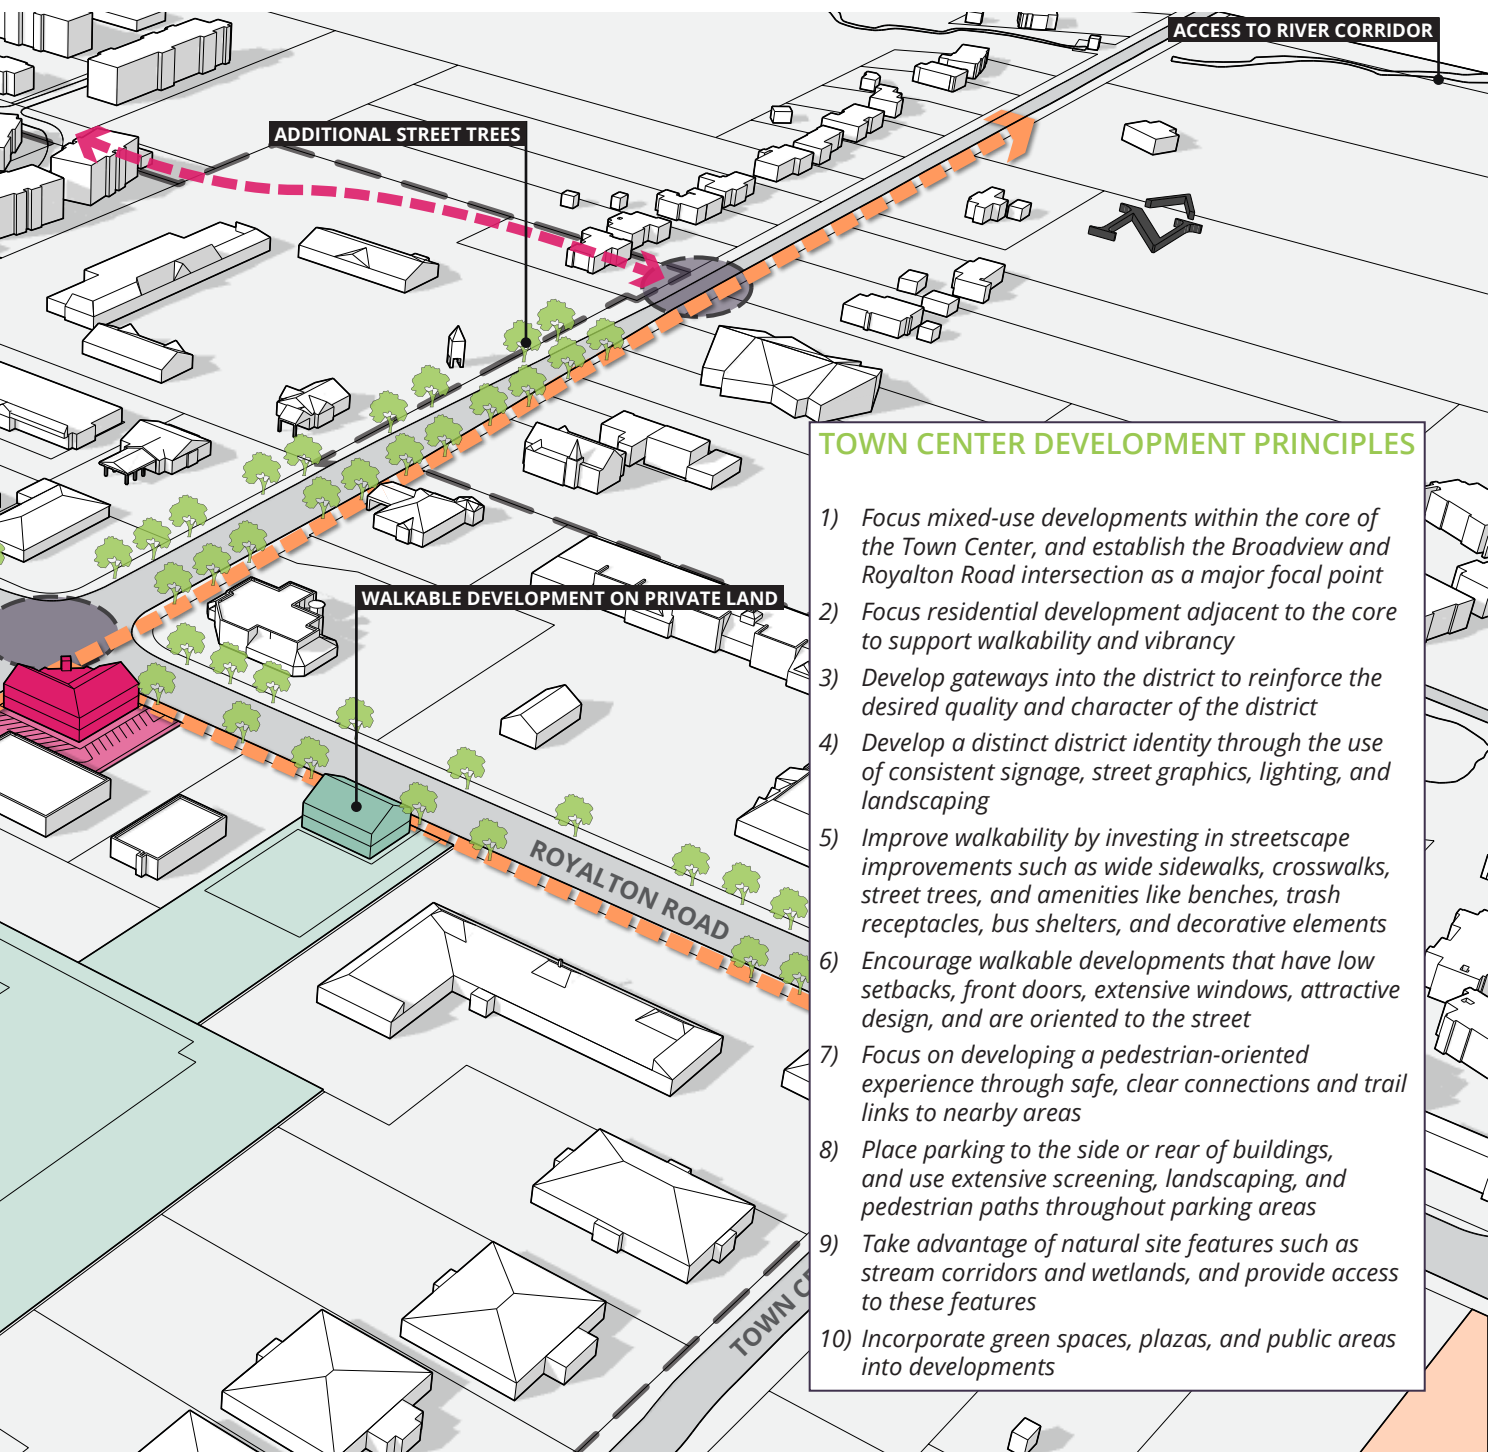 ACCESS TO RIVER CORRIDOR
ADDITIONAL STREET TREES
WALKABLE DEVELOPMENT ON PRIVATE LAND
ROYALTON ROAD
TOWN
TOWN CENTER DEVELOPMENT PRINCIPLES
1) Focus mixed-use developments within the core of
the Town Center, and establish the Broadview and
Royalton Road intersection as a major focal point
2) Focus residential development adjacent to the core
to support walkability and vibrancy
3) Develop gateways into the district to reinforce the
desired quality and character of the district
4) Develop a distinct district identity through the use
of consistent signage, street graphics, lighting, and
landscaping
5) Improve walkability by investing in streetscape
improvements such as wide sidewalks, crosswalks,
street trees, and amenities like benches, trash
receptacles, bus shelters, and decorative elements
6) Encourage walkable developments that have low
setbacks, front doors, extensive windows, attractive
design, and are oriented to the street
7) Focus on developing a pedestrian-oriented
experience through safe, clear connections and trail
links to nearby areas
8) Place parking to the side or rear of buildings,
and use extensive screening, landscaping, and
pedestrian paths throughout parking areas
9) Take advantage of natural site features such as
stream corridors and wetlands, and provide access
to these features
10) Incorporate green spaces, plazas, and public areas
into developments